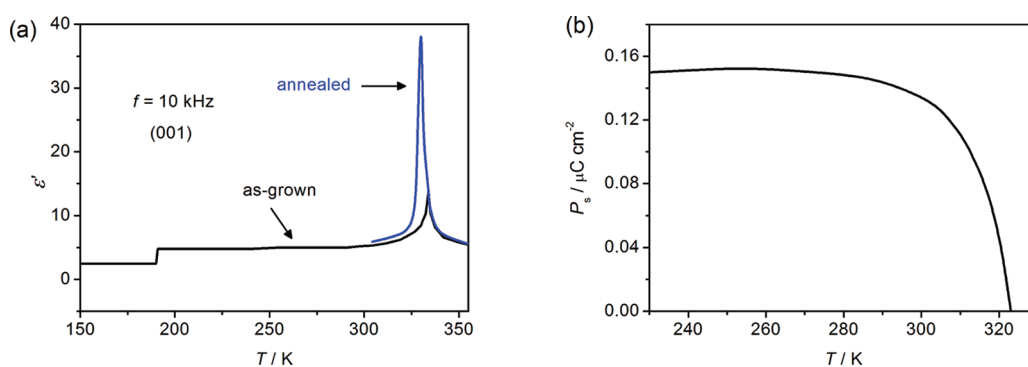 (a)
40
30
20
10
0
ε'
f = 10 kHz
(001)
annealed
as-grown
150 200 250 300 350
T / K
(b)
0.16
0.12
0.08
0.04
0.00
Ps / μC cm-2
240 260 280 300 320
T / K